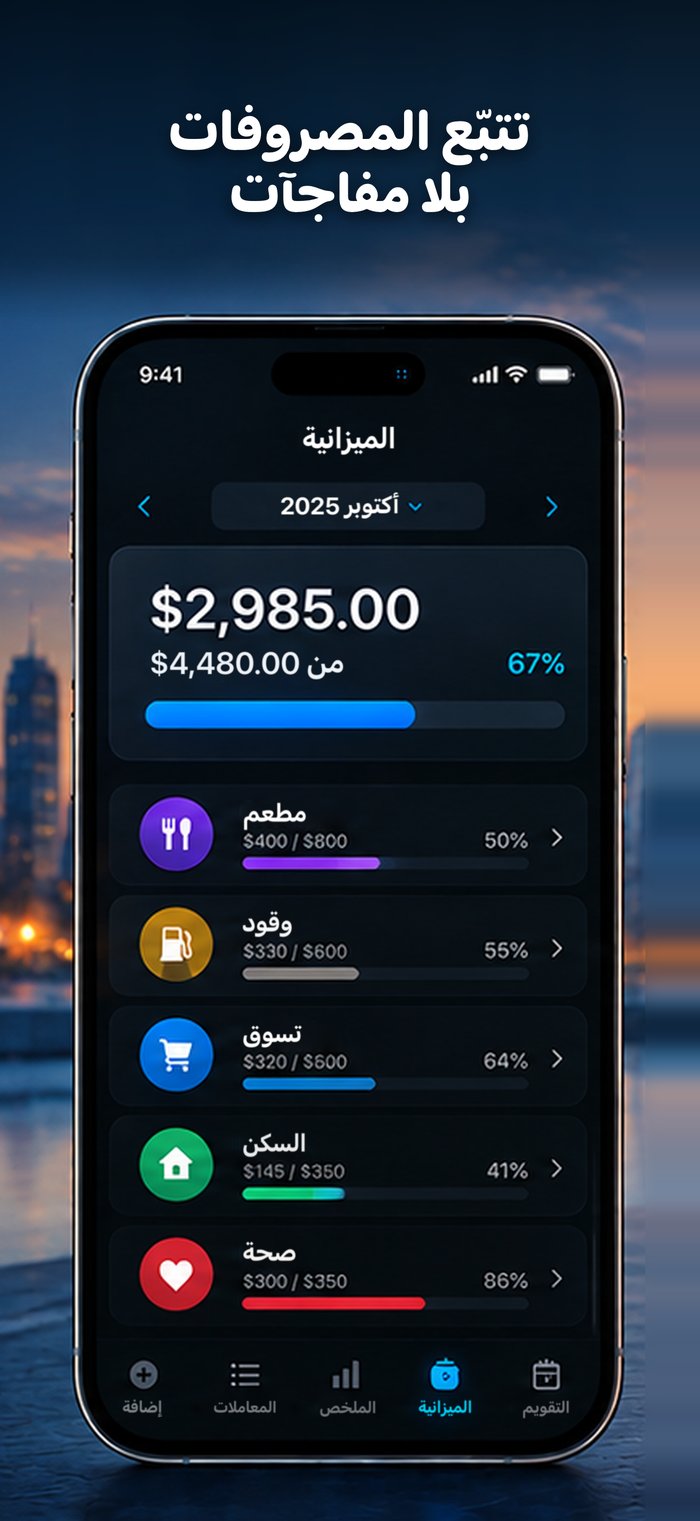 تتبّع المصروفات
بلا مفاجآت
9:41
الميزانية
أكتوبر 2025
$2,985.00
من $4,480.00
67%
مطعم
$400 / $800
50%
وقود
$330 / $600
55%
تسوق
$320 / $600
64%
السكن
$145 / $350
41%
صحة
$300 / $350
86%
إضافة
المعاملات
الملخص
الميزانية
التقويم